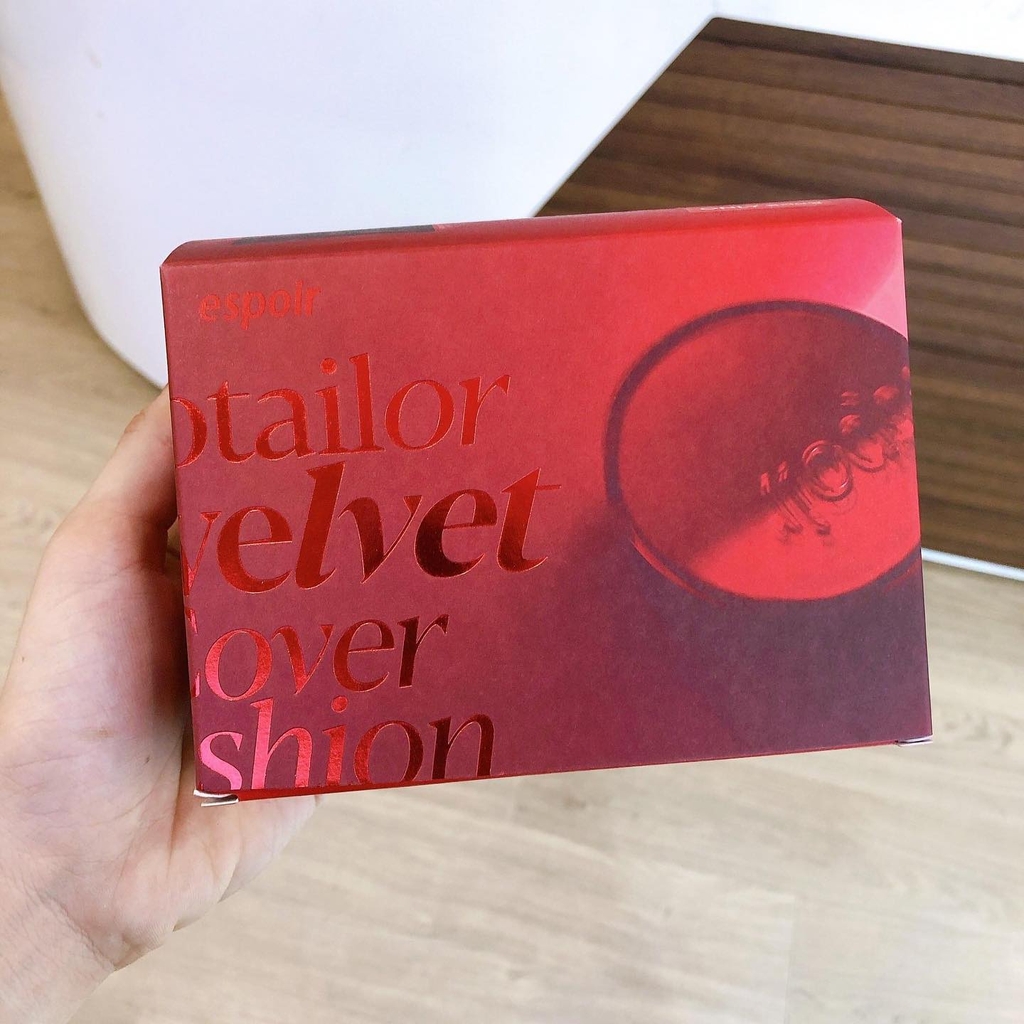 espoir
otailor
velvet
cover
shion